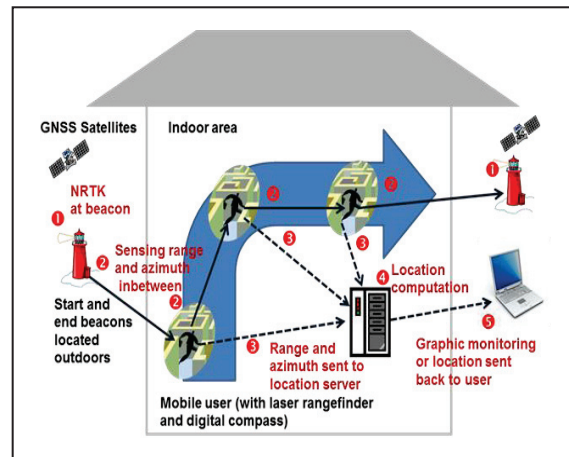 GNSS Satellites
Indoor area
1
NRTK
at beacon
1
2
Sensing range
and azimuth
inbetween
Start and
end beacons
located
outdoors
2
2
2
3
3
3
4
Location
computation
5
Range and
azimuth sent to
location server
Graphic monitoring
or location sent
back to user
Mobile user (with laser rangefinder
and digital compass)